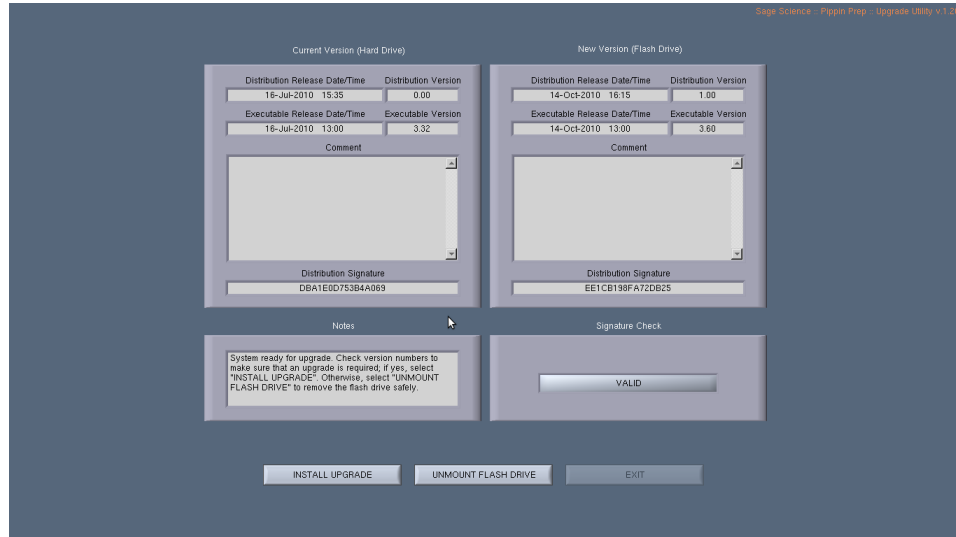 Sage Science :: Pippin Prep :: Upgrade Utility v.1.2
Current Version (Hard Drive)
New Version (Flash Drive)
Distribution Release Date/Time Distribution Version
16-Jul-2010 15:35 0.00
Executable Release Date/Time Executable Version
16-Jul-2010 13:00 3.32
Comment
Distribution Signature
DBA1E0D753B4A069
Distribution Release Date/Time Distribution Version
14-Oct-2010 16:15 1.00
Executable Release Date/Time Executable Version
14-Oct-2010 13:00 3.60
Comment
Distribution Signature
EE1CB198FA72DB25
Notes
System ready for upgrade. Check version numbers to
make sure that an upgrade is required; if yes, select
"INSTALL UPGRADE". Otherwise, select "UNMOUNT
FLASH DRIVE" to remove the flash drive safely.
Signature Check
VALID
INSTALL UPGRADE
UNMOUNT FLASH DRIVE
EXIT